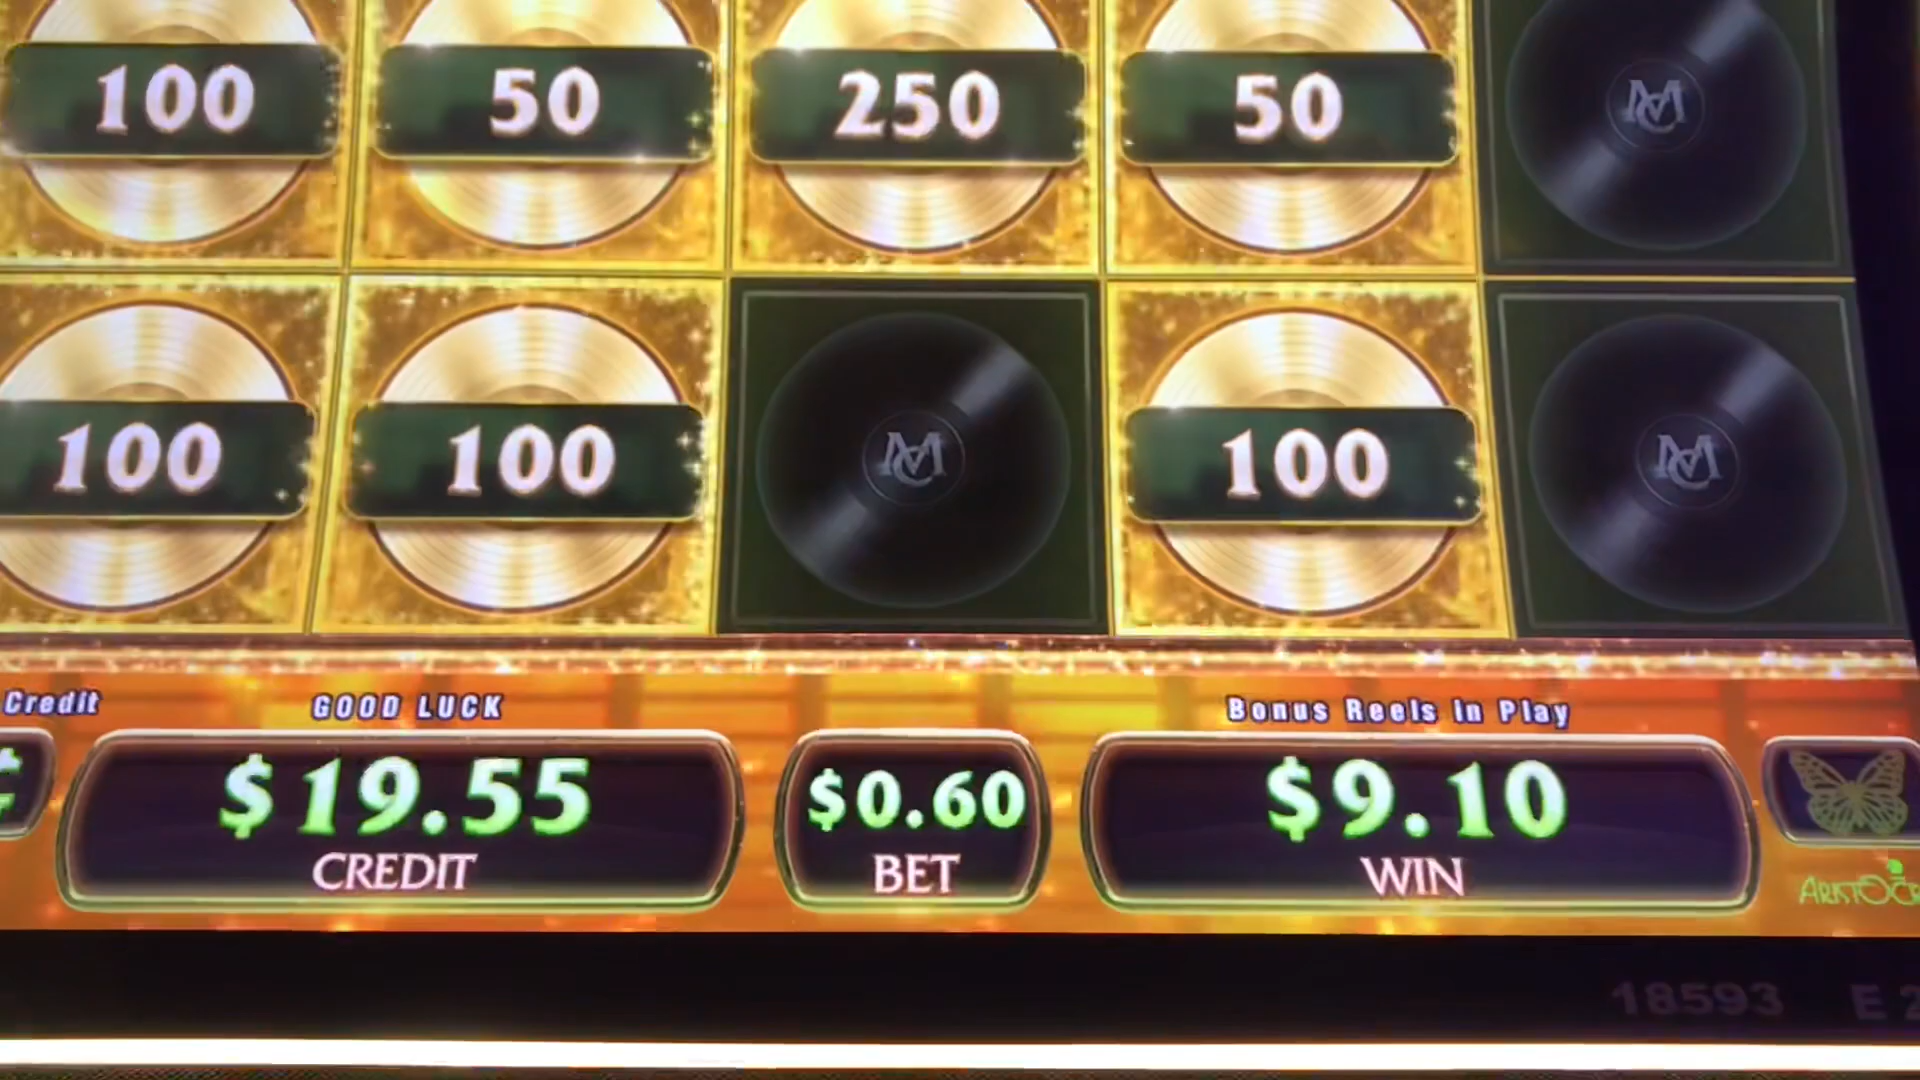 100 50 250 50
100 100 100
Credit GOOD LUCK Bonus Reels in Play
$19.55 $0.60 $9.10
CREDIT BET WIN
18593 E